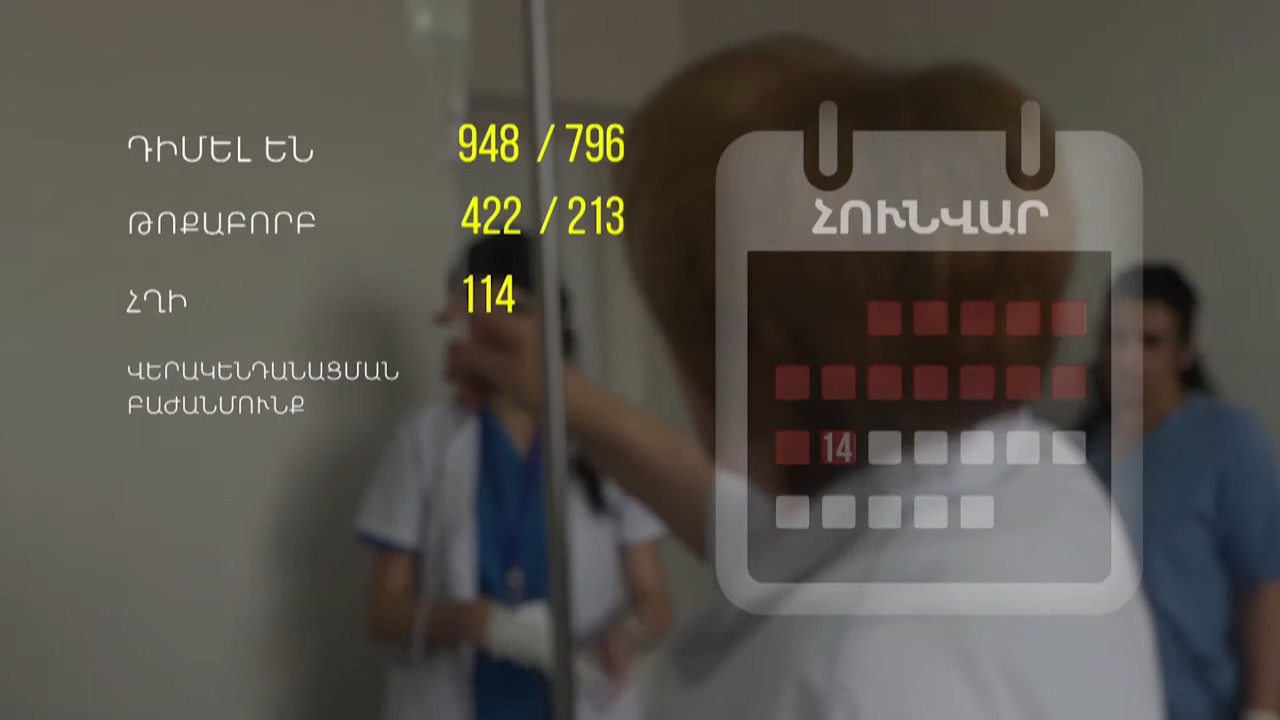 ԴԻՄԵԼ ԵՆ 948 / 796
ԹՈՔԱԲՈՐԲ 422 / 213
ՀՂԻ 114
ՎԵՐԱԿԵՆԴԱՆԱՑՄԱՆ
ԲԱԺԱՆՄՈՒՆՔ
ՀՈՒՆՎԱՐ
14